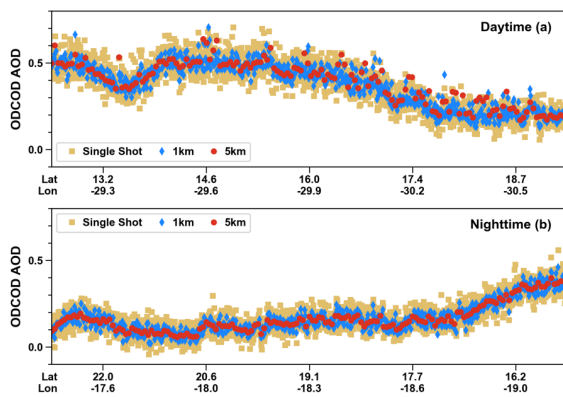 Daytime (a)
ODCOD AOD
0.5
0.0
Single Shot 1km 5km
Lat 13.2 14.6 16.0 17.4 18.7
Lon -29.3 -29.6 -29.9 -30.2 -30.5
Single Shot 1km 5km
Nighttime (b)
ODCOD AOD
0.5
0.0
Lat 22.0 20.6 19.1 17.7 16.2
Lon -17.6 -18.0 -18.3 -18.6 -19.0